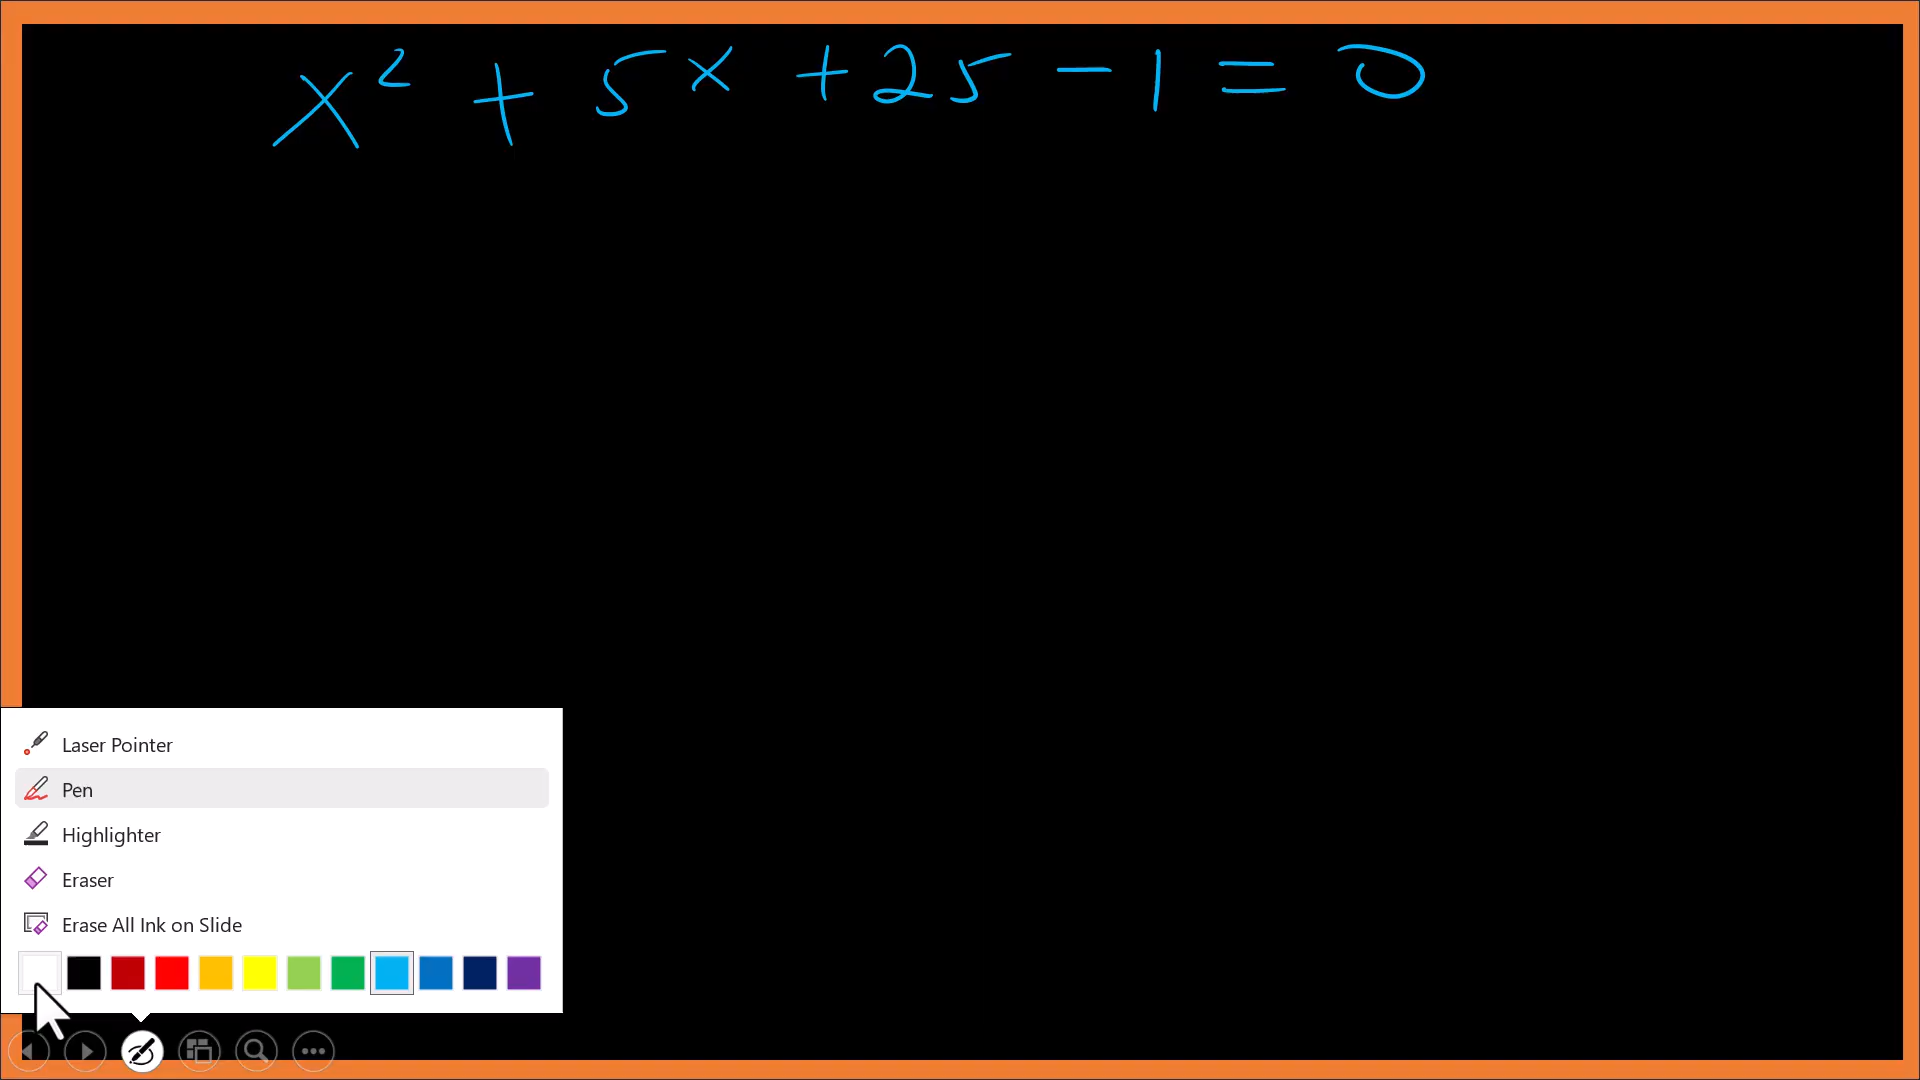 x² + 5x + 25 - 1 = 0
Laser Pointer
Pen
Highlighter
Eraser
Erase All Ink on Slide